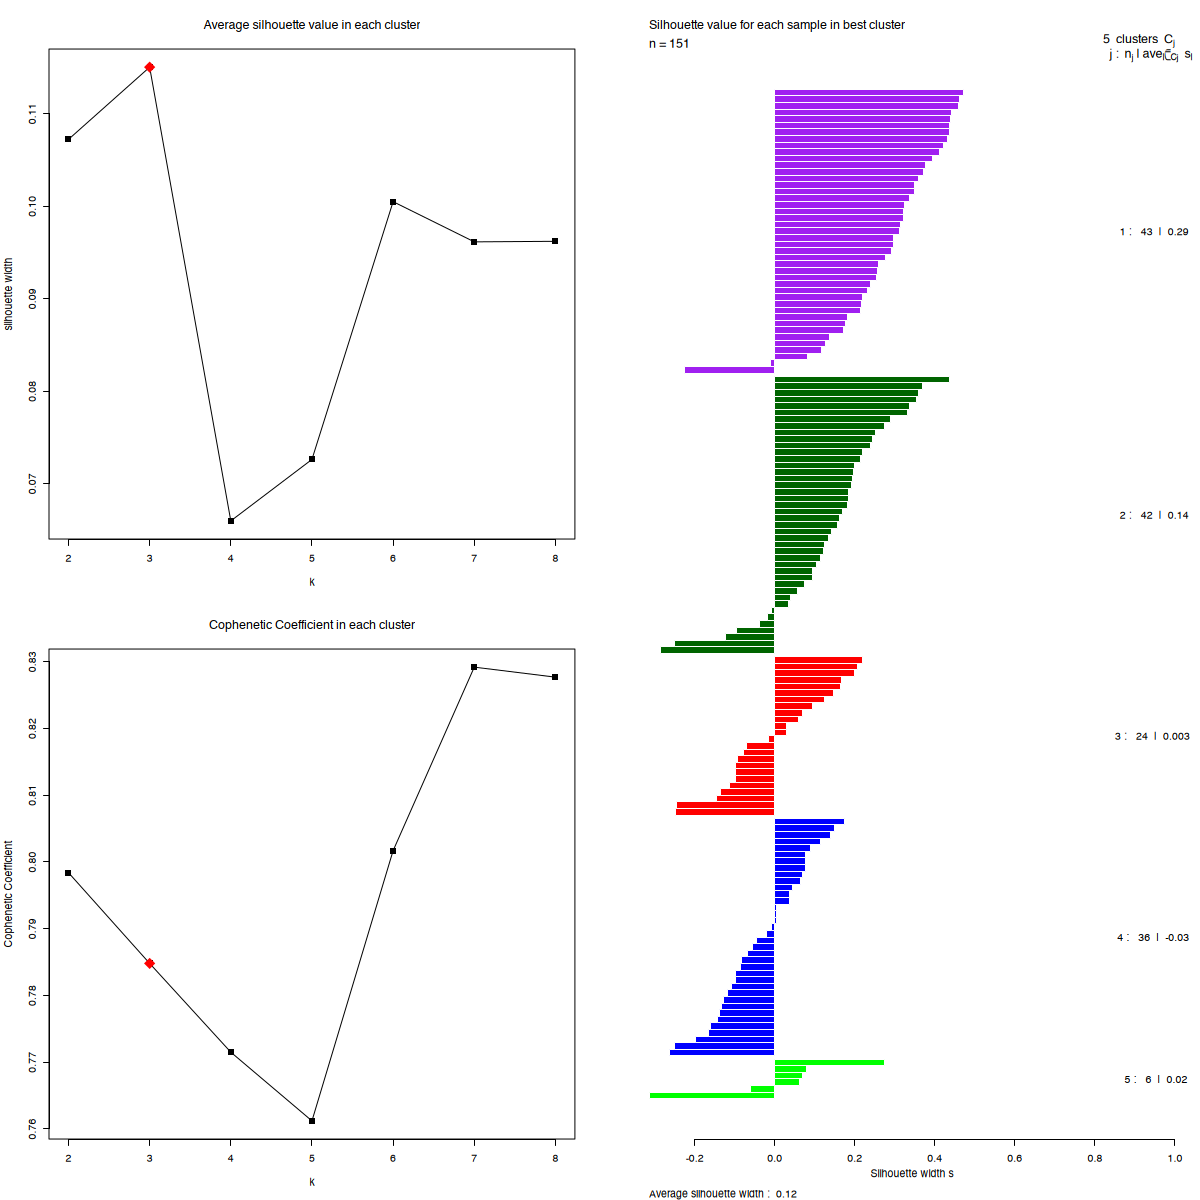 Average silhouette value in each cluster
silhouette width
0.07 0.08 0.09 0.10 0.11
2 3 4 5 6 7 8
k
Cophenetic Coefficient in each cluster
Cophenetic Coefficient
0.76 0.77 0.78 0.79 0.80 0.81 0.82 0.83
2 3 4 5 6 7 8
k
Silhouette value for each sample in best cluster
n = 151
5 clusters Cj
j : nj | avei∈Cj si
1 : 43 | 0.29
2 : 42 | 0.14
3 : 24 | 0.003
4 : 36 | -0.03
5 : 6 | 0.02
-0.2 0.0 0.2 0.4 0.6 0.8 1.0
Silhouette width s
Average silhouette width : 0.12